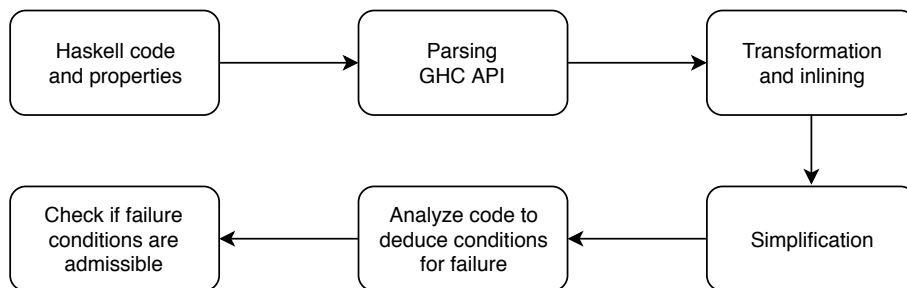 Haskell code
and properties
Parsing
GHC API
Transformation
and inlining
Simplification
Analyze code to
deduce conditions
for failure
Check if failure
conditions are
admissible